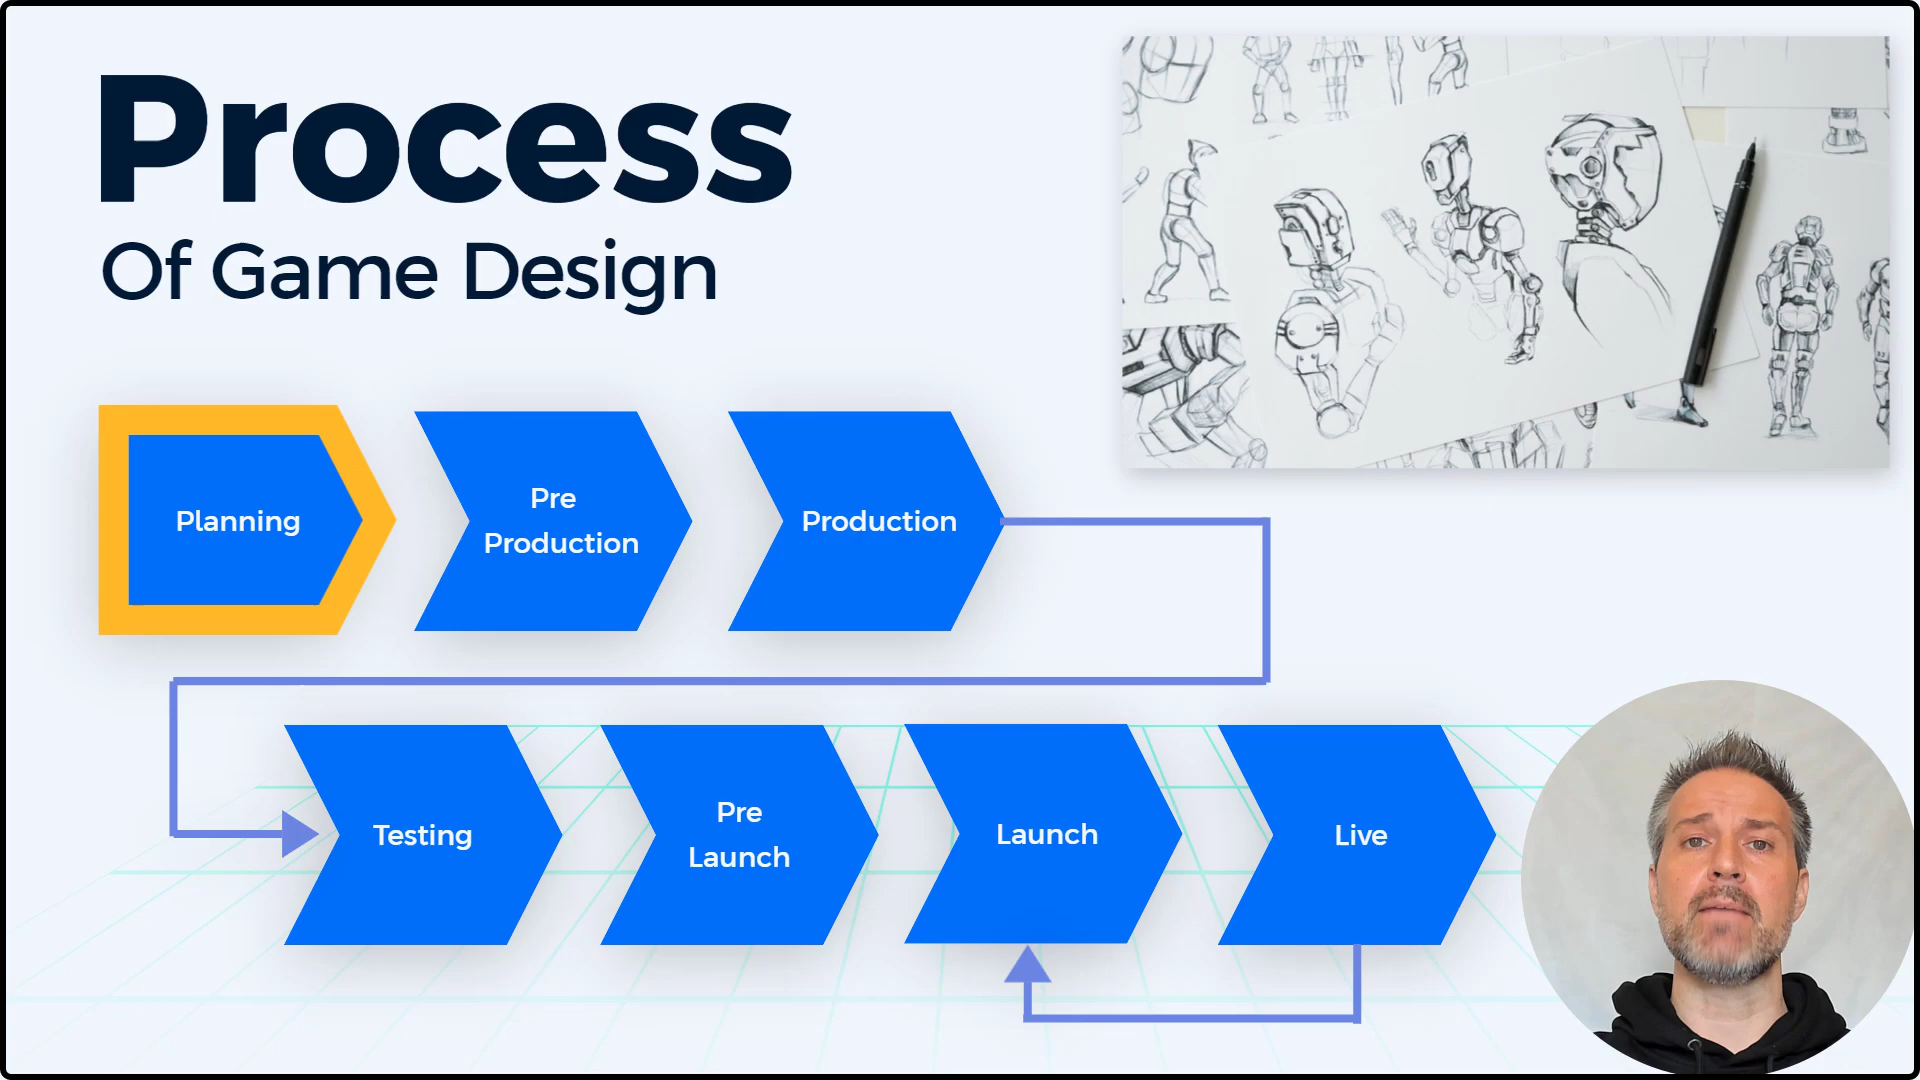 Process
Of Game Design
Planning
Pre
Production
Production
Testing
Pre
Launch
Launch
Live